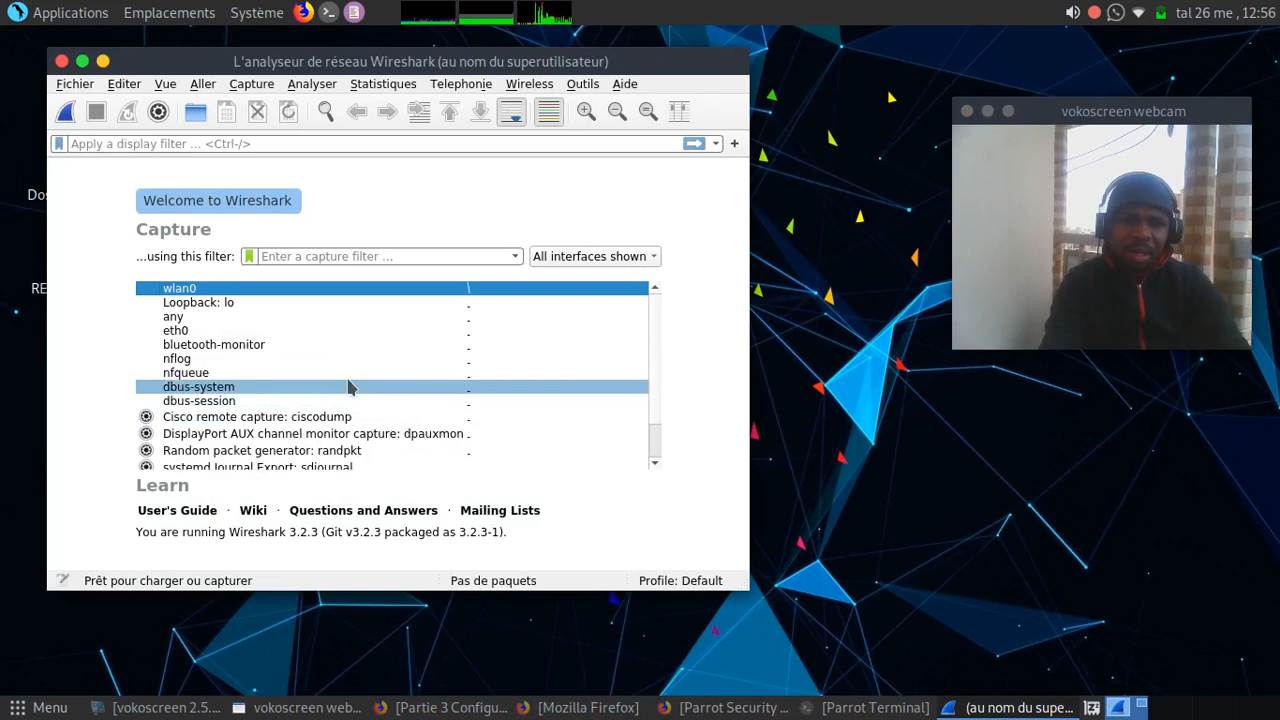 Applications Emplacements Système
tal 26 me , 12:56
L'analyseur de réseau Wireshark (au nom du superutilisateur)
Fichier Editer Vue Aller Capture Analyser Statistiques Telephonie Wireless Outils Aide
Apply a display filter ... <Ctrl-/>
+
vokoscreen webcam
Do
RE
Welcome to Wireshark
Capture
...using this filter: Enter a capture filter ... All interfaces shown
wlan0
Loopback: lo
any
eth0
bluetooth-monitor
nflog
nfqueue
dbus-system
dbus-session
Cisco remote capture: ciscodump
DisplayPort AUX channel monitor capture: dpauxmon
Random packet generator: randpkt
systemd Journal Export: sdjournal
Learn
User's Guide · Wiki · Questions and Answers · Mailing Lists
You are running Wireshark 3.2.3 (Git v3.2.3 packaged as 3.2.3-1).
Prêt pour charger ou capturer Pas de paquets Profile: Default
Menu [vokoscreen 2.5.... vokoscreen web... [Partie 3 Configu... [Mozilla Firefox] [Parrot Security ... [Parrot Terminal] (au nom du supe...